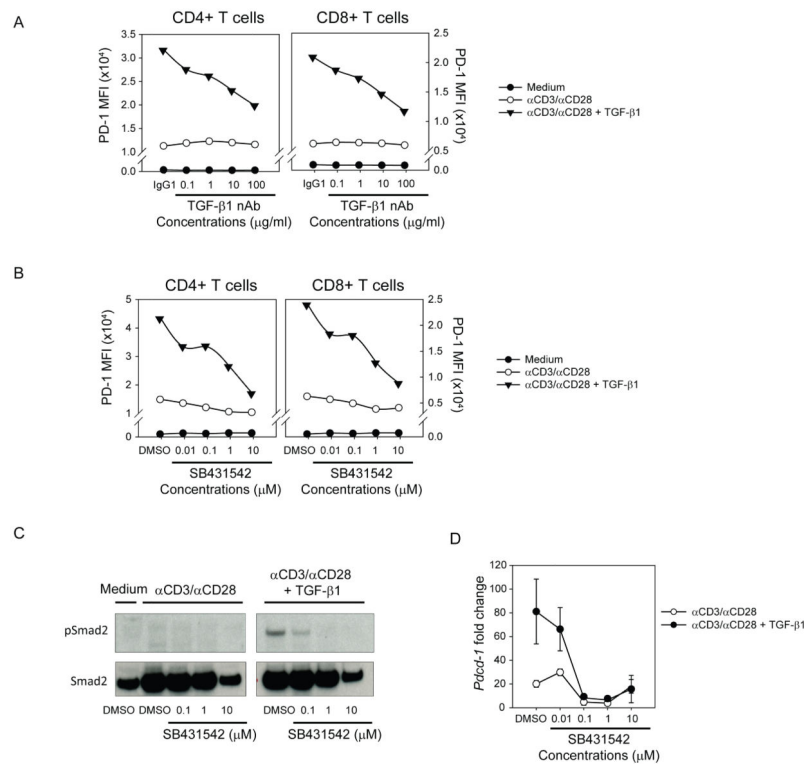 A
CD4+ T cells
CD8+ T cells
PD-1 MFI (x10⁴)
3.5
3.0
2.5
2.0
1.5
1.0
0.0
2.5
2.0
1.5
1.0
0.5
0.0
PD-1 MFI (x10⁴)
IgG1 0.1 1 10 100
IgG1 0.1 1 10 100
TGF-β1 nAb
Concentrations (μg/ml)
TGF-β1 nAb
Concentrations (μg/ml)
Medium
αCD3/αCD28
αCD3/αCD28 + TGF-β1
B
CD4+ T cells
CD8+ T cells
PD-1 MFI (x10⁴)
5
4
3
2
1
0
2.5
2.0
1.5
1.0
0.5
0.0
PD-1 MFI (x10⁴)
DMSO 0.01 0.1 1 10
DMSO 0.01 0.1 1 10
SB431542
Concentrations (μM)
SB431542
Concentrations (μM)
Medium
αCD3/αCD28
αCD3/αCD28 + TGF-β1
C
Medium αCD3/αCD28
αCD3/αCD28
+ TGF-β1
pSmad2
Smad2
DMSO DMSO 0.1 1 10
DMSO 0.1 1 10
SB431542 (μM)
SB431542 (μM)
D
Pdcd-1 fold change
120
100
80
60
40
20
0
DMSO 0.01 0.1 1 10
SB431542
Concentrations (μM)
αCD3/αCD28
αCD3/αCD28 + TGF-β1